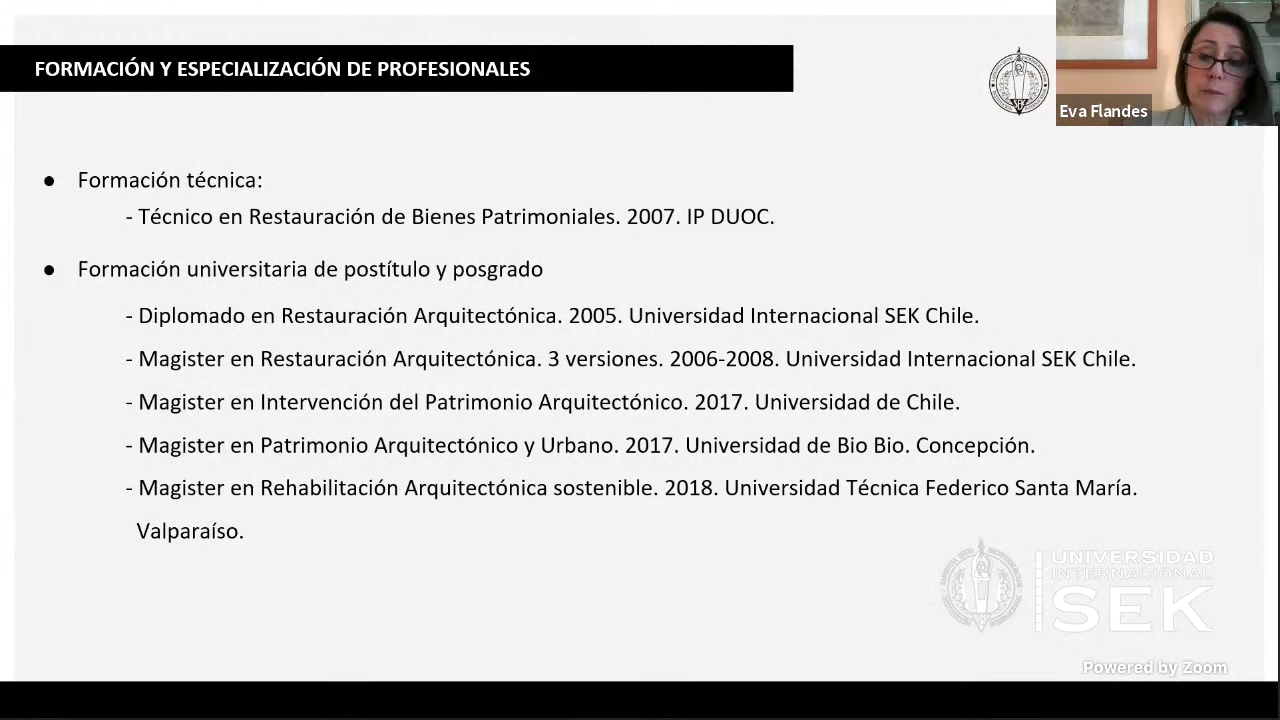 FORMACIÓN Y ESPECIALIZACIÓN DE PROFESIONALES
SEK
Eva Flandes
● Formación técnica:
- Técnico en Restauración de Bienes Patrimoniales. 2007. IP DUOC.
● Formación universitaria de postítulo y posgrado
- Diplomado en Restauración Arquitectónica. 2005. Universidad Internacional SEK Chile.
- Magister en Restauración Arquitectónica. 3 versiones. 2006-2008. Universidad Internacional SEK Chile.
- Magister en Intervención del Patrimonio Arquitectónico. 2017. Universidad de Chile.
- Magister en Patrimonio Arquitectónico y Urbano. 2017. Universidad de Bio Bio. Concepción.
- Magister en Rehabilitación Arquitectónica sostenible. 2018. Universidad Técnica Federico Santa María.
Valparaíso.
UNIVERSIDAD
INTERNACIONAL
SEK
Powered by Zoom